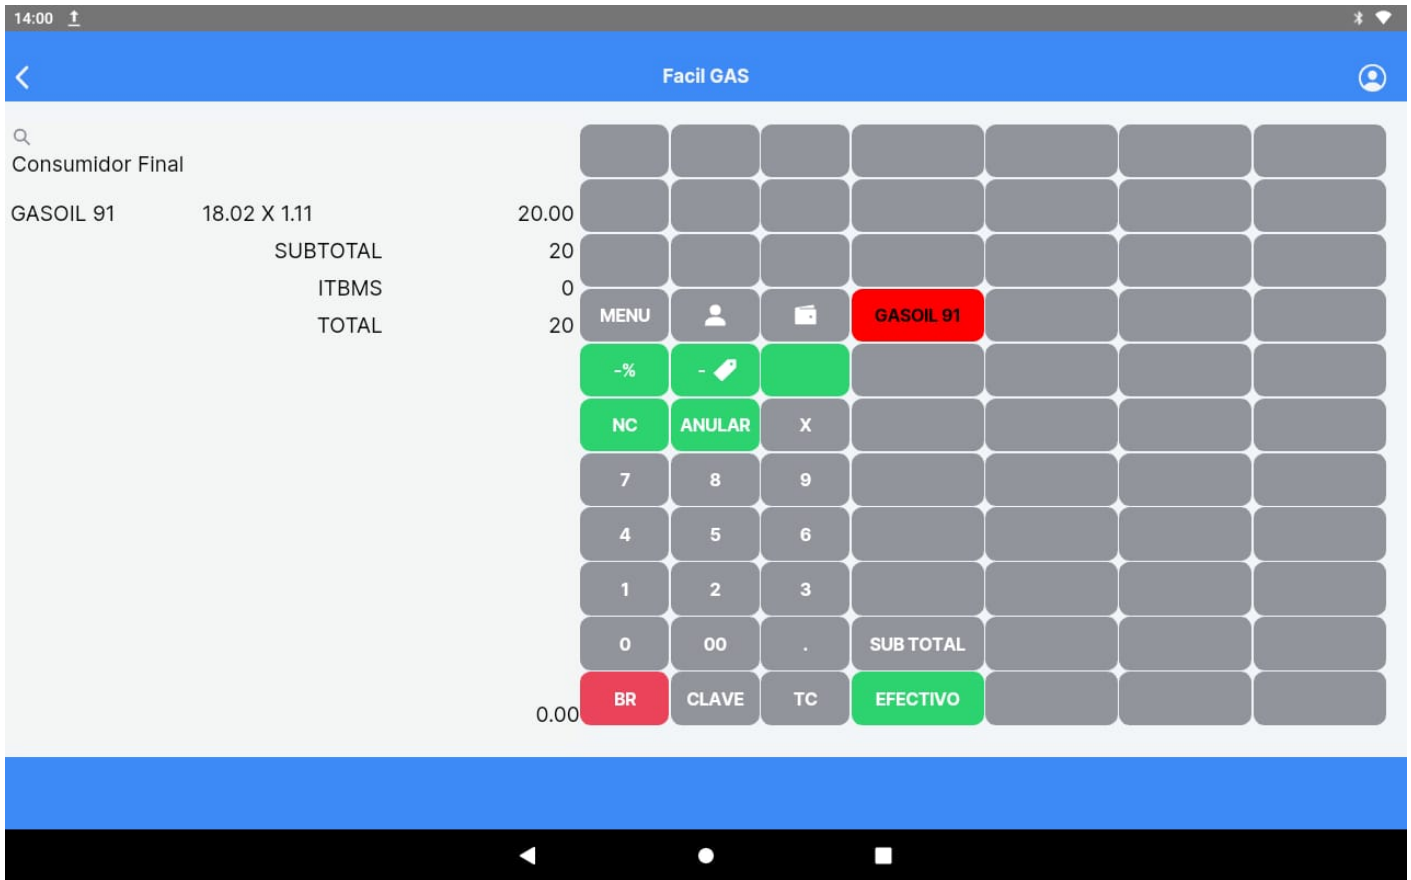 14:00
Facil GAS
Consumidor Final
GASOIL 91 18.02 X 1.11 20.00
SUBTOTAL 20
ITBMS 0
TOTAL 20
0.00
MENU GASOIL 91
-% -
NC ANULAR X
7 8 9
4 5 6
1 2 3
0 00 . SUB TOTAL
BR CLAVE TC EFECTIVO